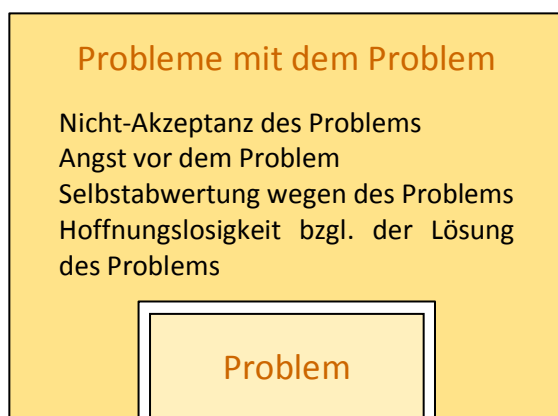 Probleme mit dem Problem
Nicht-Akzeptanz des Problems
Angst vor dem Problem
Selbstabwertung wegen des Problems
Hoffnungslosigkeit bzgl. der Lösung
des Problems
Problem